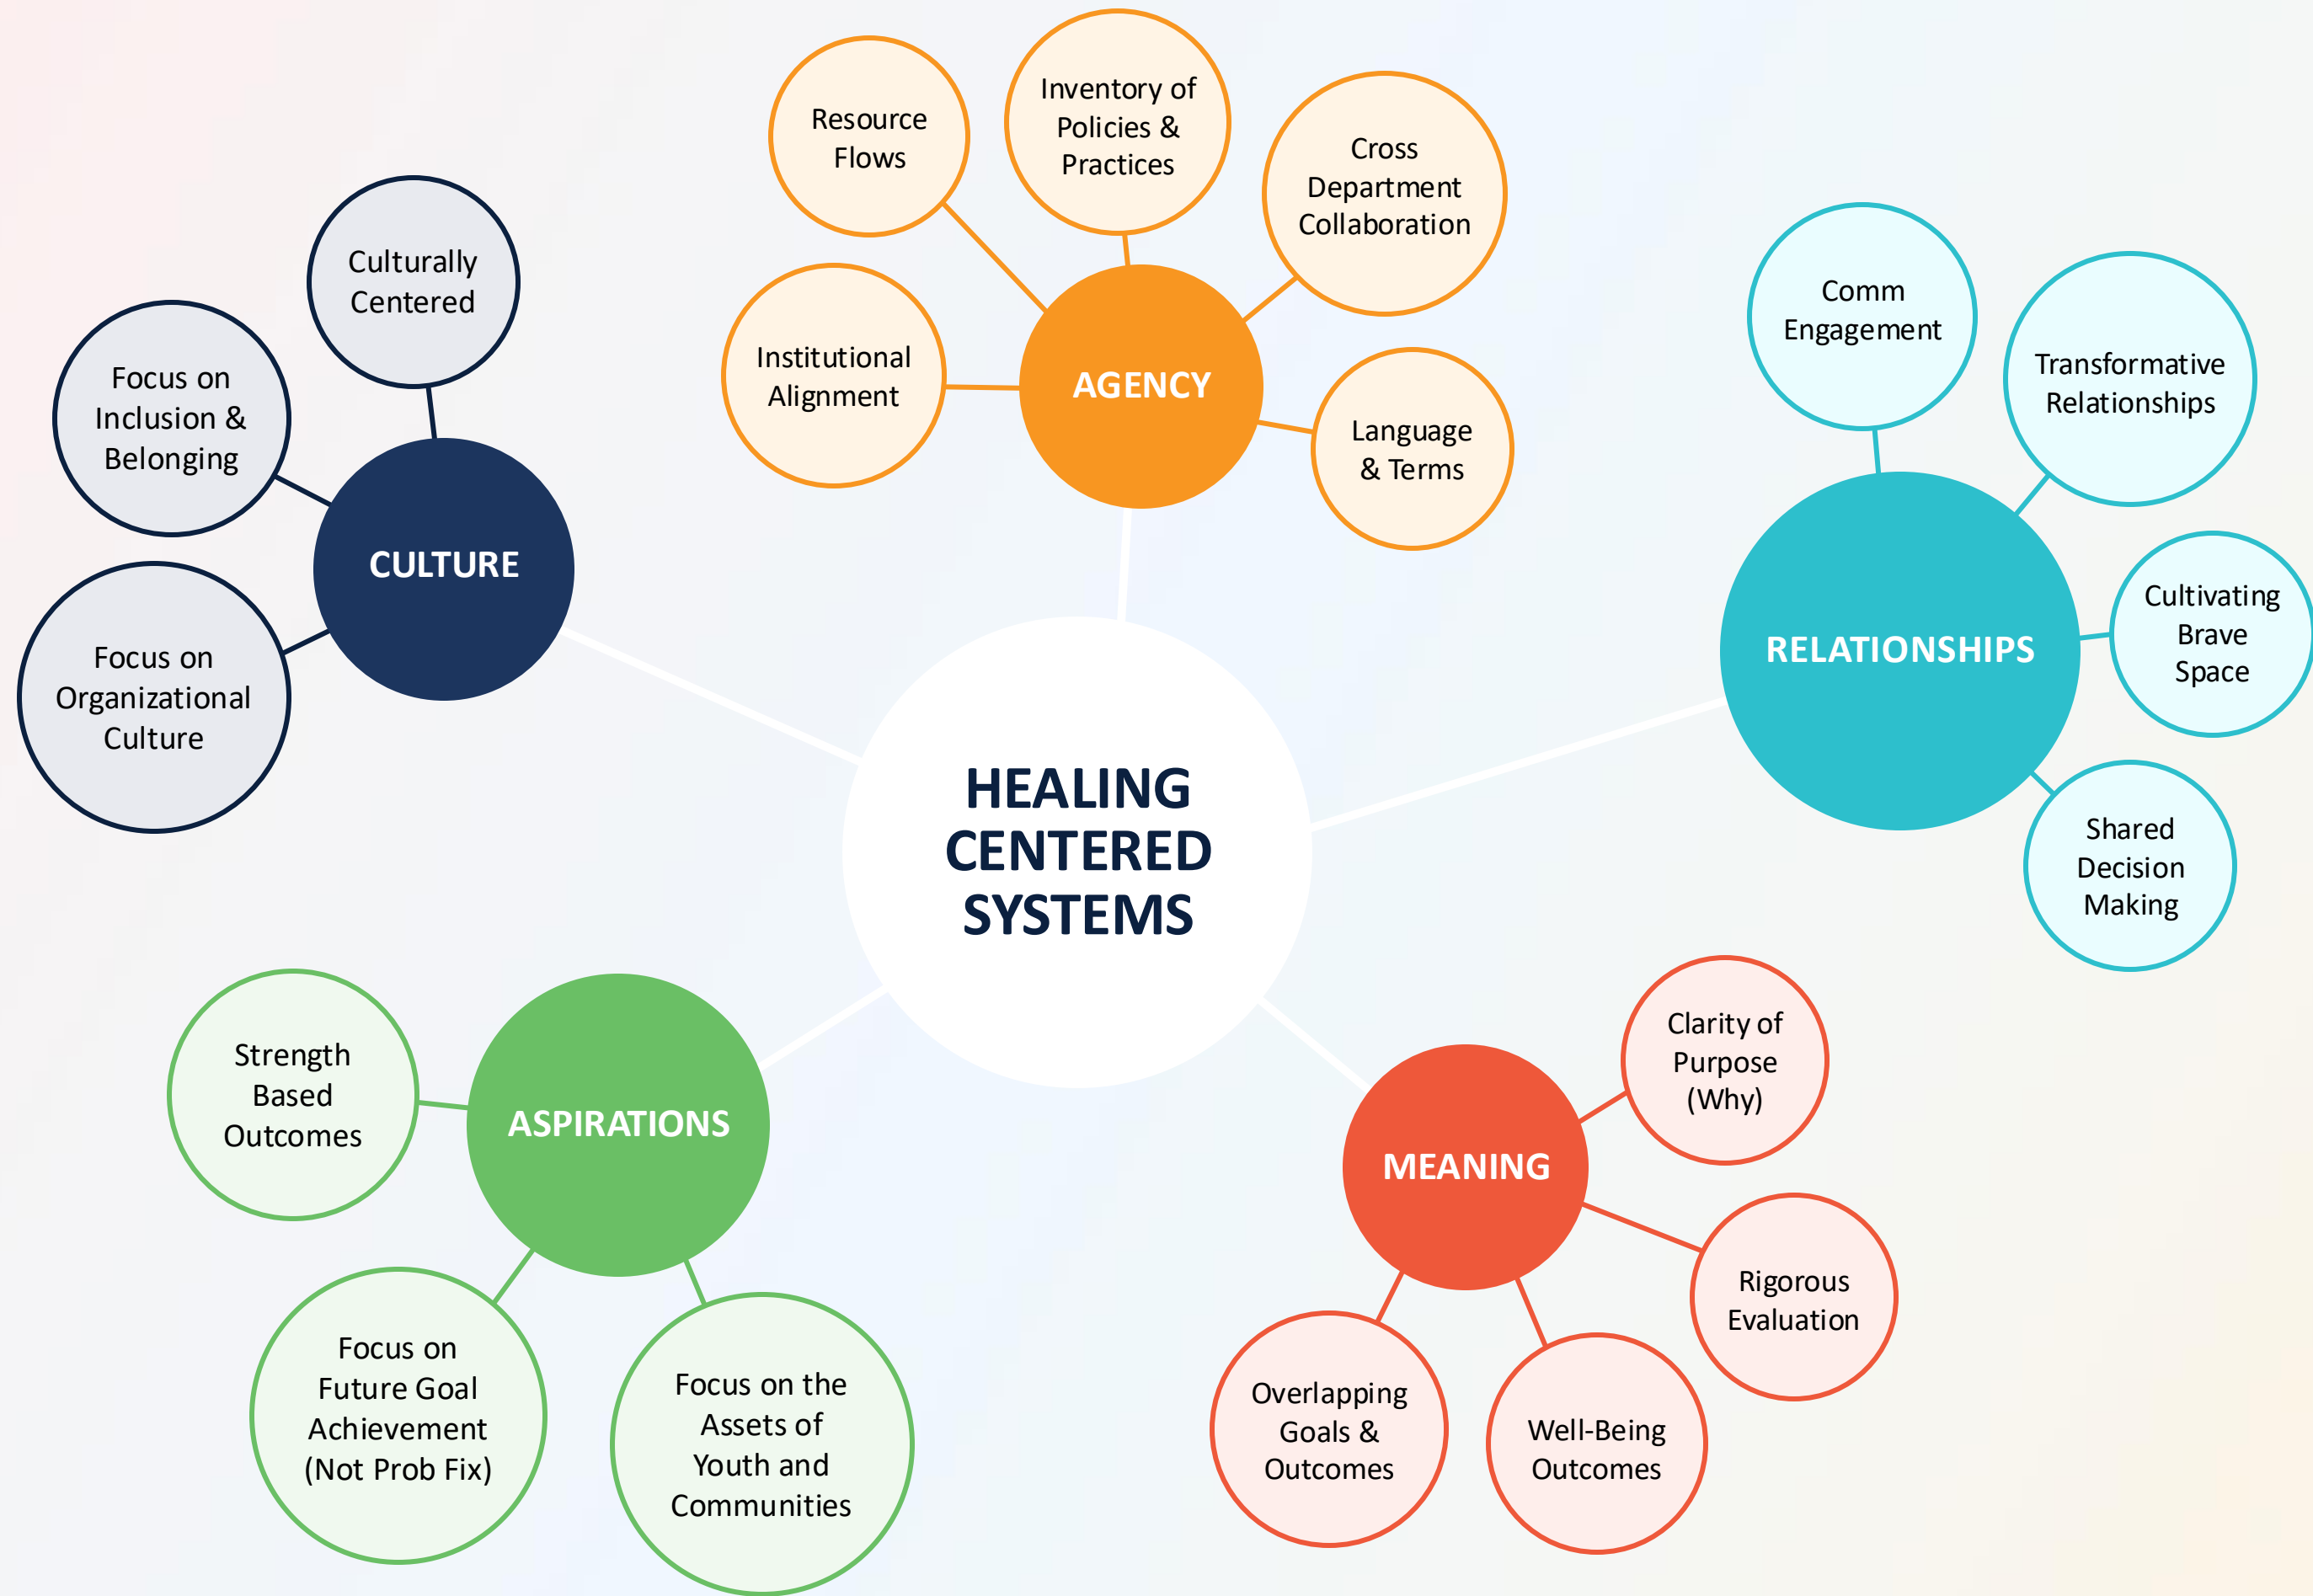 HEALING
CENTERED
SYSTEMS
CULTURE
Culturally
Centered
Focus on
Inclusion &
Belonging
Focus on
Organizational
Culture
AGENCY
Institutional
Alignment
Resource
Flows
Inventory of
Policies &
Practices
Cross
Department
Collaboration
Language
& Terms
RELATIONSHIPS
Comm
Engagement
Transformative
Relationships
Cultivating
Brave
Space
Shared
Decision
Making
MEANING
Clarity of
Purpose
(Why)
Rigorous
Evaluation
Well-Being
Outcomes
Overlapping
Goals &
Outcomes
ASPIRATIONS
Strength
Based
Outcomes
Focus on
Future Goal
Achievement
(Not Prob Fix)
Focus on the
Assets of
Youth and
Communities